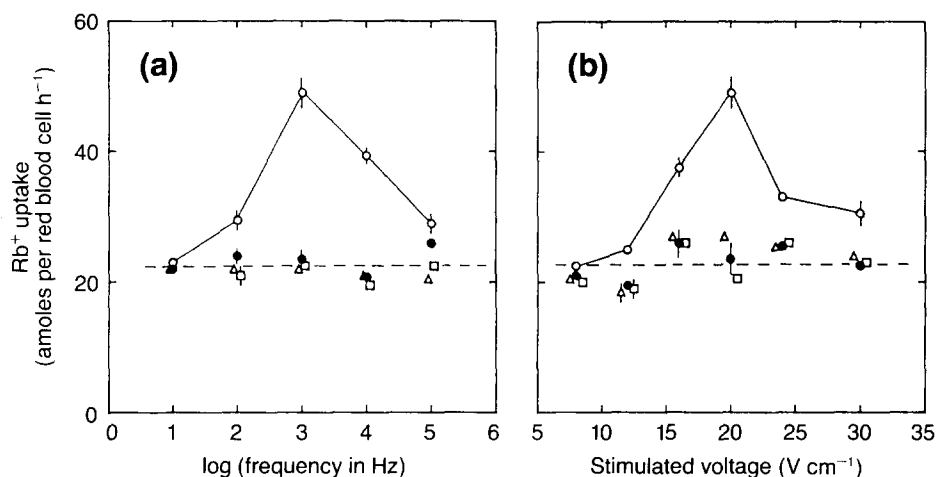 Rb⁺ uptake
(amoles per red blood cell h⁻¹)
60
40
20
0
(a)
0 1 2 3 4 5 6
log (frequency in Hz)
(b)
5 10 15 20 25 30 35
Stimulated voltage (V cm⁻¹)